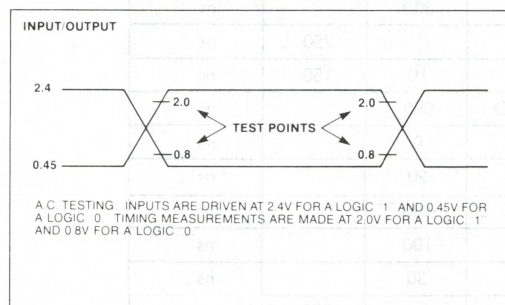 INPUT/OUTPUT
2.4
2.0
2.0
TEST POINTS
0.8
0.8
0.45
A.C. TESTING INPUTS ARE DRIVEN AT 2.4V FOR A LOGIC 1 AND 0.45V FOR
A LOGIC 0 TIMING MEASUREMENTS ARE MADE AT 2.0V FOR A LOGIC 1
AND 0.8V FOR A LOGIC 0.